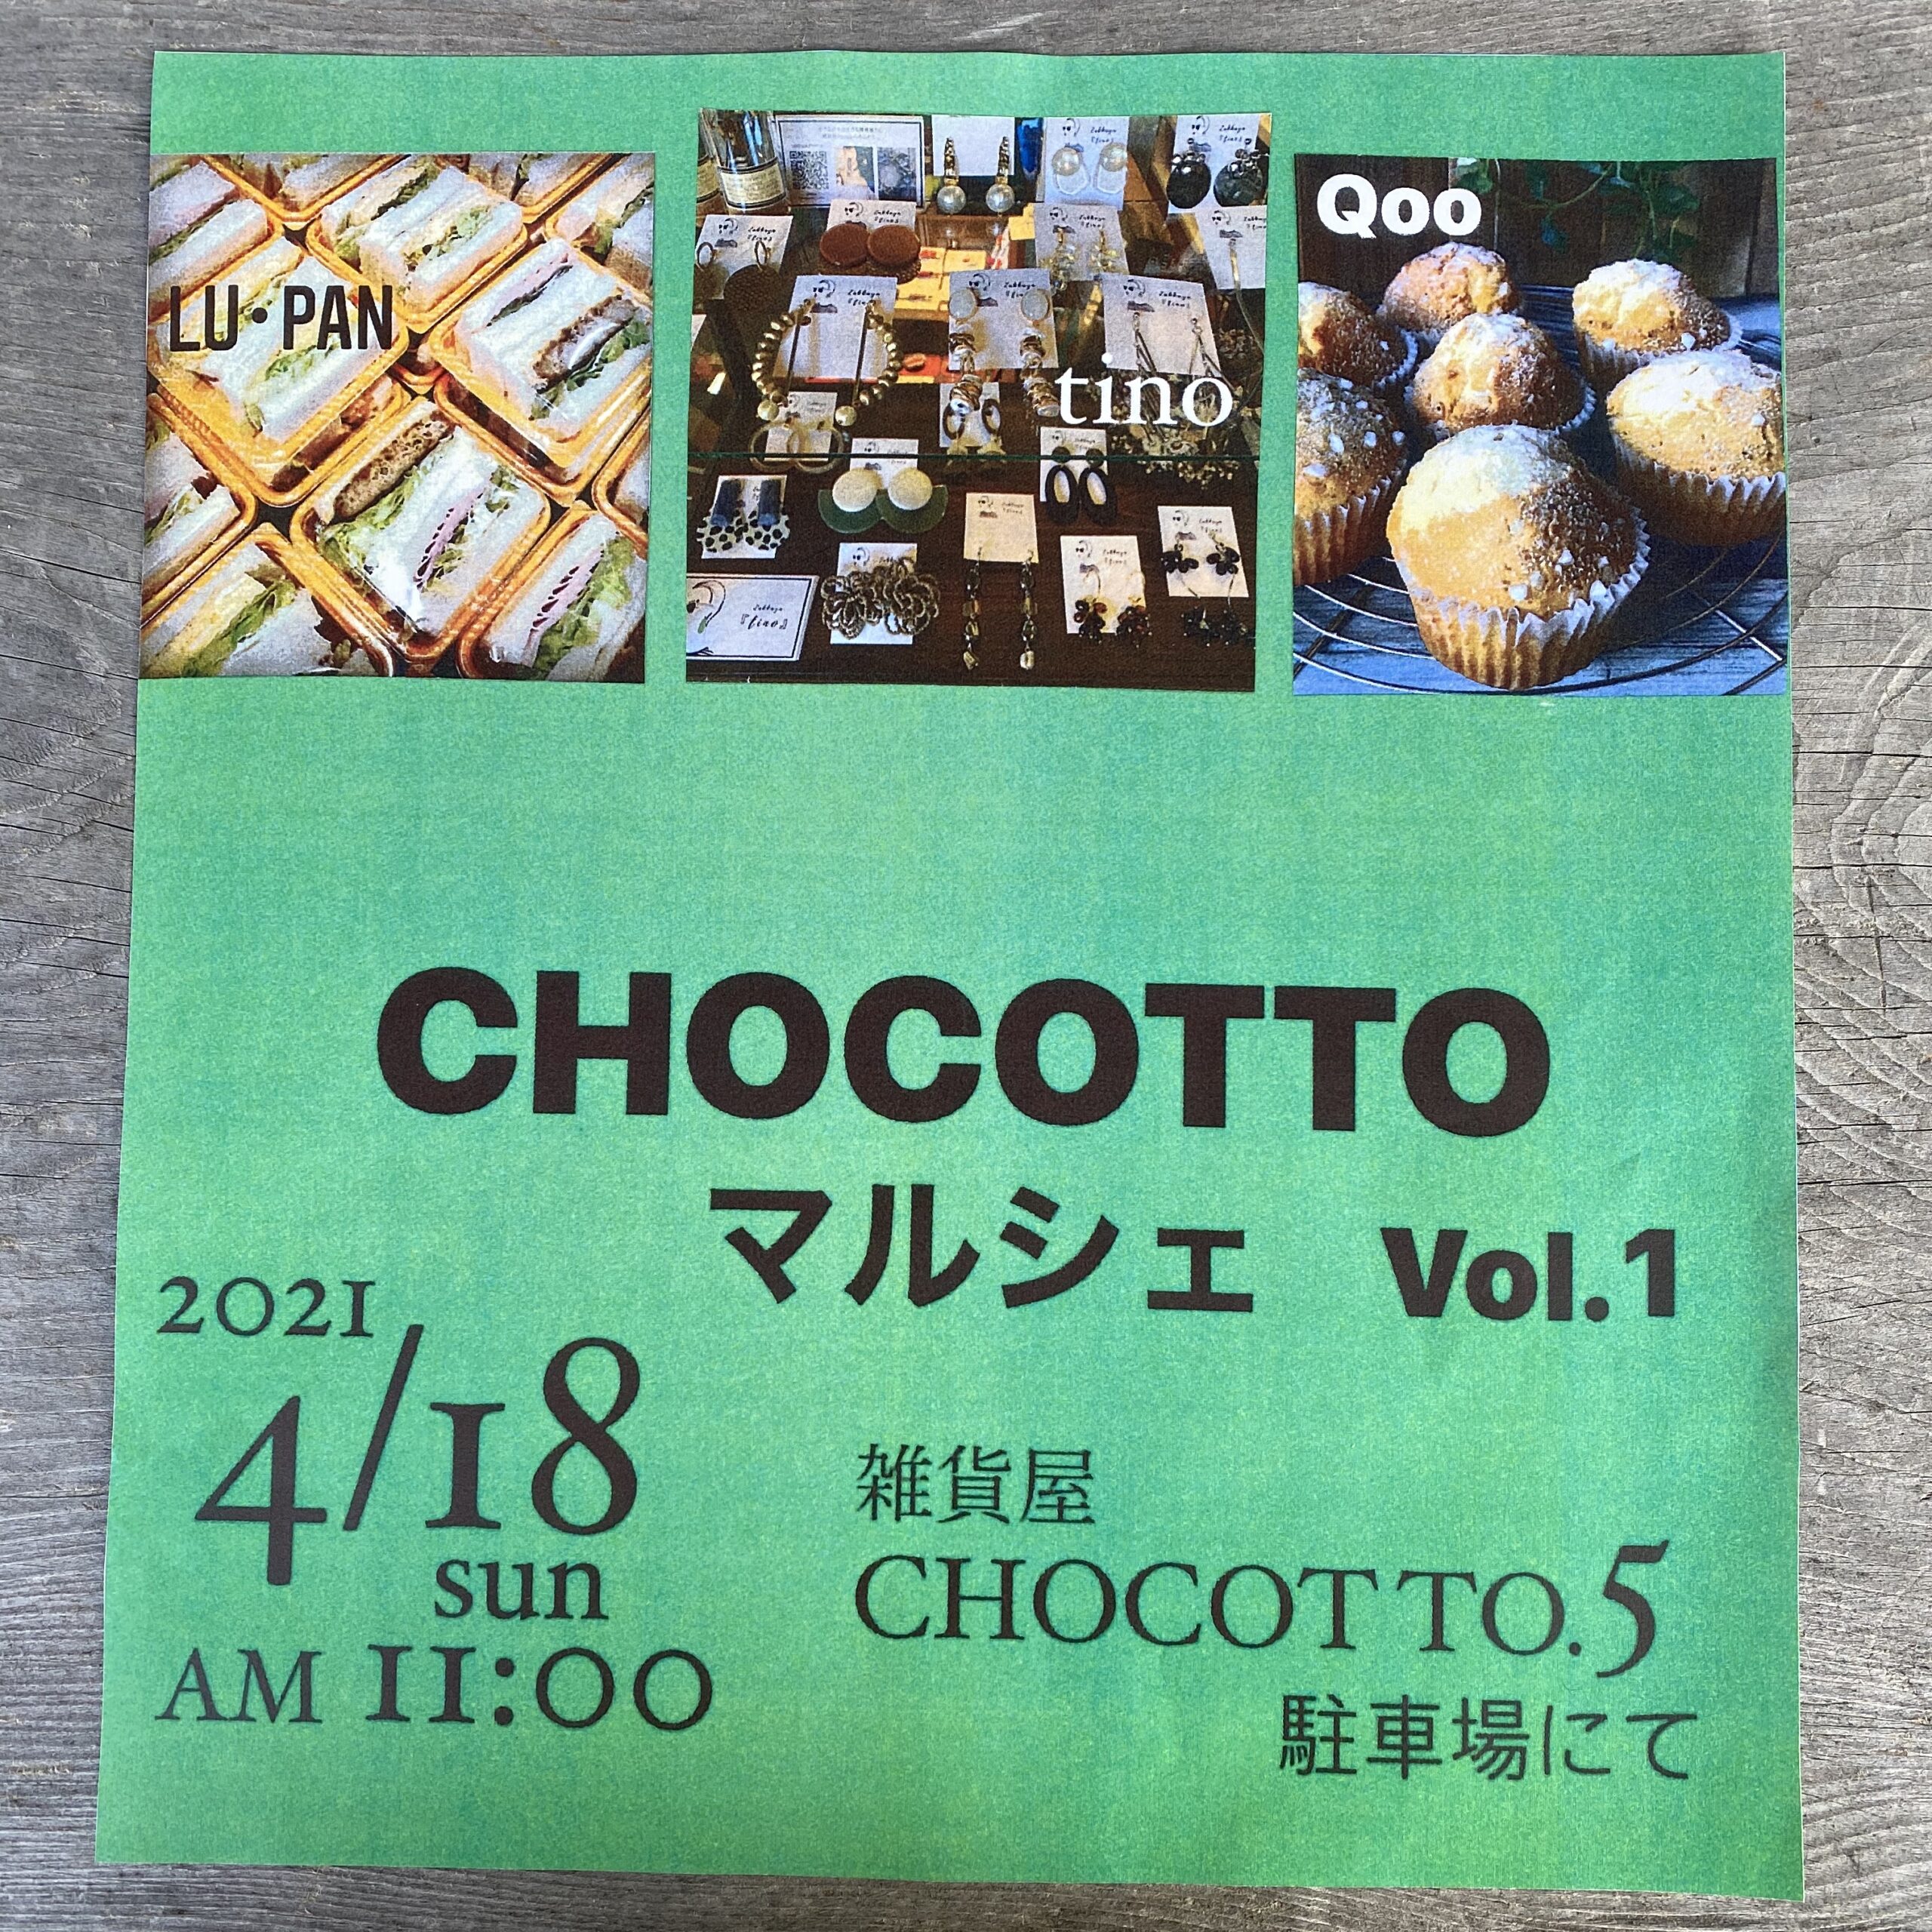 LU・PAN
tino
Qoo
CHOCOTTO
マルシェ Vol.1
2021
4/18
sun
AM 11:00
雑貨屋
CHOCOTTO.5
駐車場にて